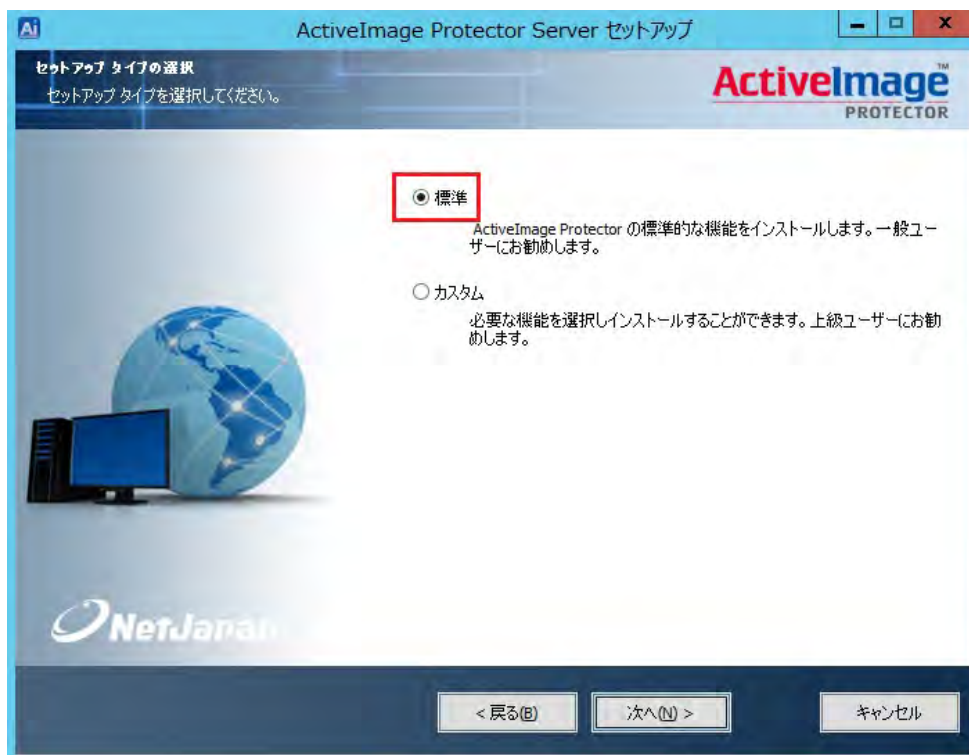 Ai
ActiveImage Protector Server セットアップ
セットアップ タイプの選択
セットアップ タイプを選択してください。
ActiveImage™
PROTECTOR
標準
ActiveImage Protector の標準的な機能をインストールします。一般ユー
ザーにお勧めします。
カスタム
必要な機能を選択しインストールすることができます。上級ユーザーにお勧
めします。
NetJapan
< 戻る(B)
次へ(N) >
キャンセル